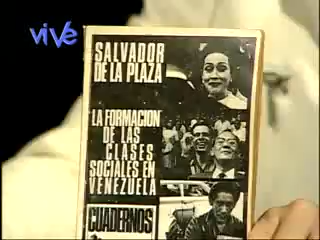 vive
SALVADOR
DE LA PLAZA
LA FORMACION
DE LAS
CLASES
SOCIALES EN
VENEZUELA
CUADERNOS